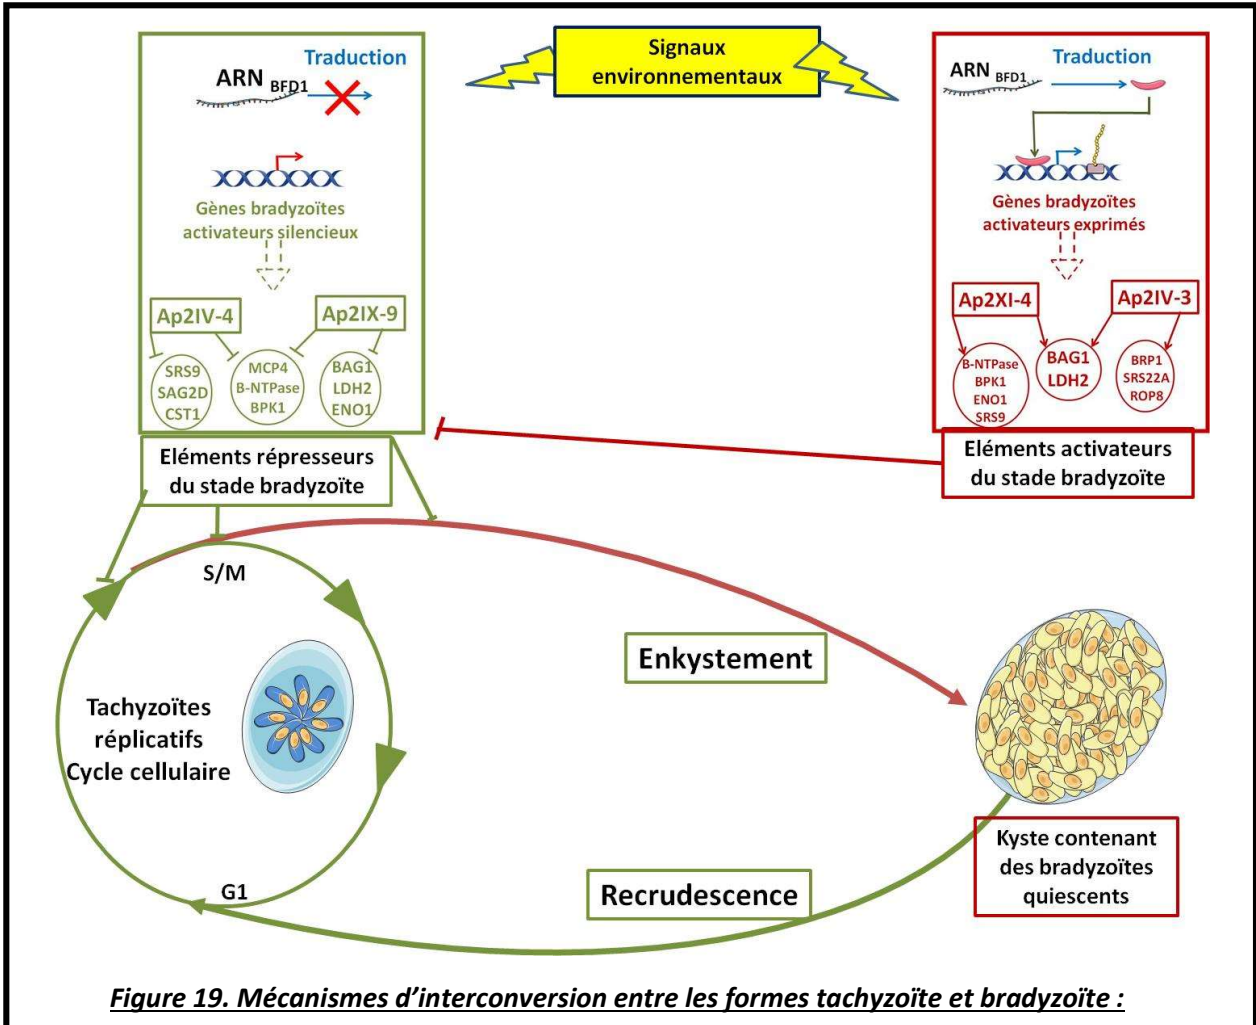 Signaux
environnementaux
Traduction
ARN BFD1
Gènes bradyzoïtes
activateurs silencieux
Ap2IV-4
Ap2IX-9
SRS9
SAG2D
CST1
MCP4
B-NTPase
BPK1
BAG1
LDH2
ENO1
Eléments répresseurs
du stade bradyzoïte
Traduction
ARN BFD1
Gènes bradyzoïtes
activateurs exprimés
Ap2XI-4
Ap2IV-3
B-NTPase
BPK1
ENO1
SRS9
BAG1
LDH2
BRP1
SRS22A
ROP8
Eléments activateurs
du stade bradyzoïte
S/M
Tachyzoïtes
réplicatifs
Cycle cellulaire
G1
Enkystement
Recrudescence
Kyste contenant
des bradyzoïtes
quiescents
Figure 19. Mécanismes d'interconversion entre les formes tachyzoïte et bradyzoïte :